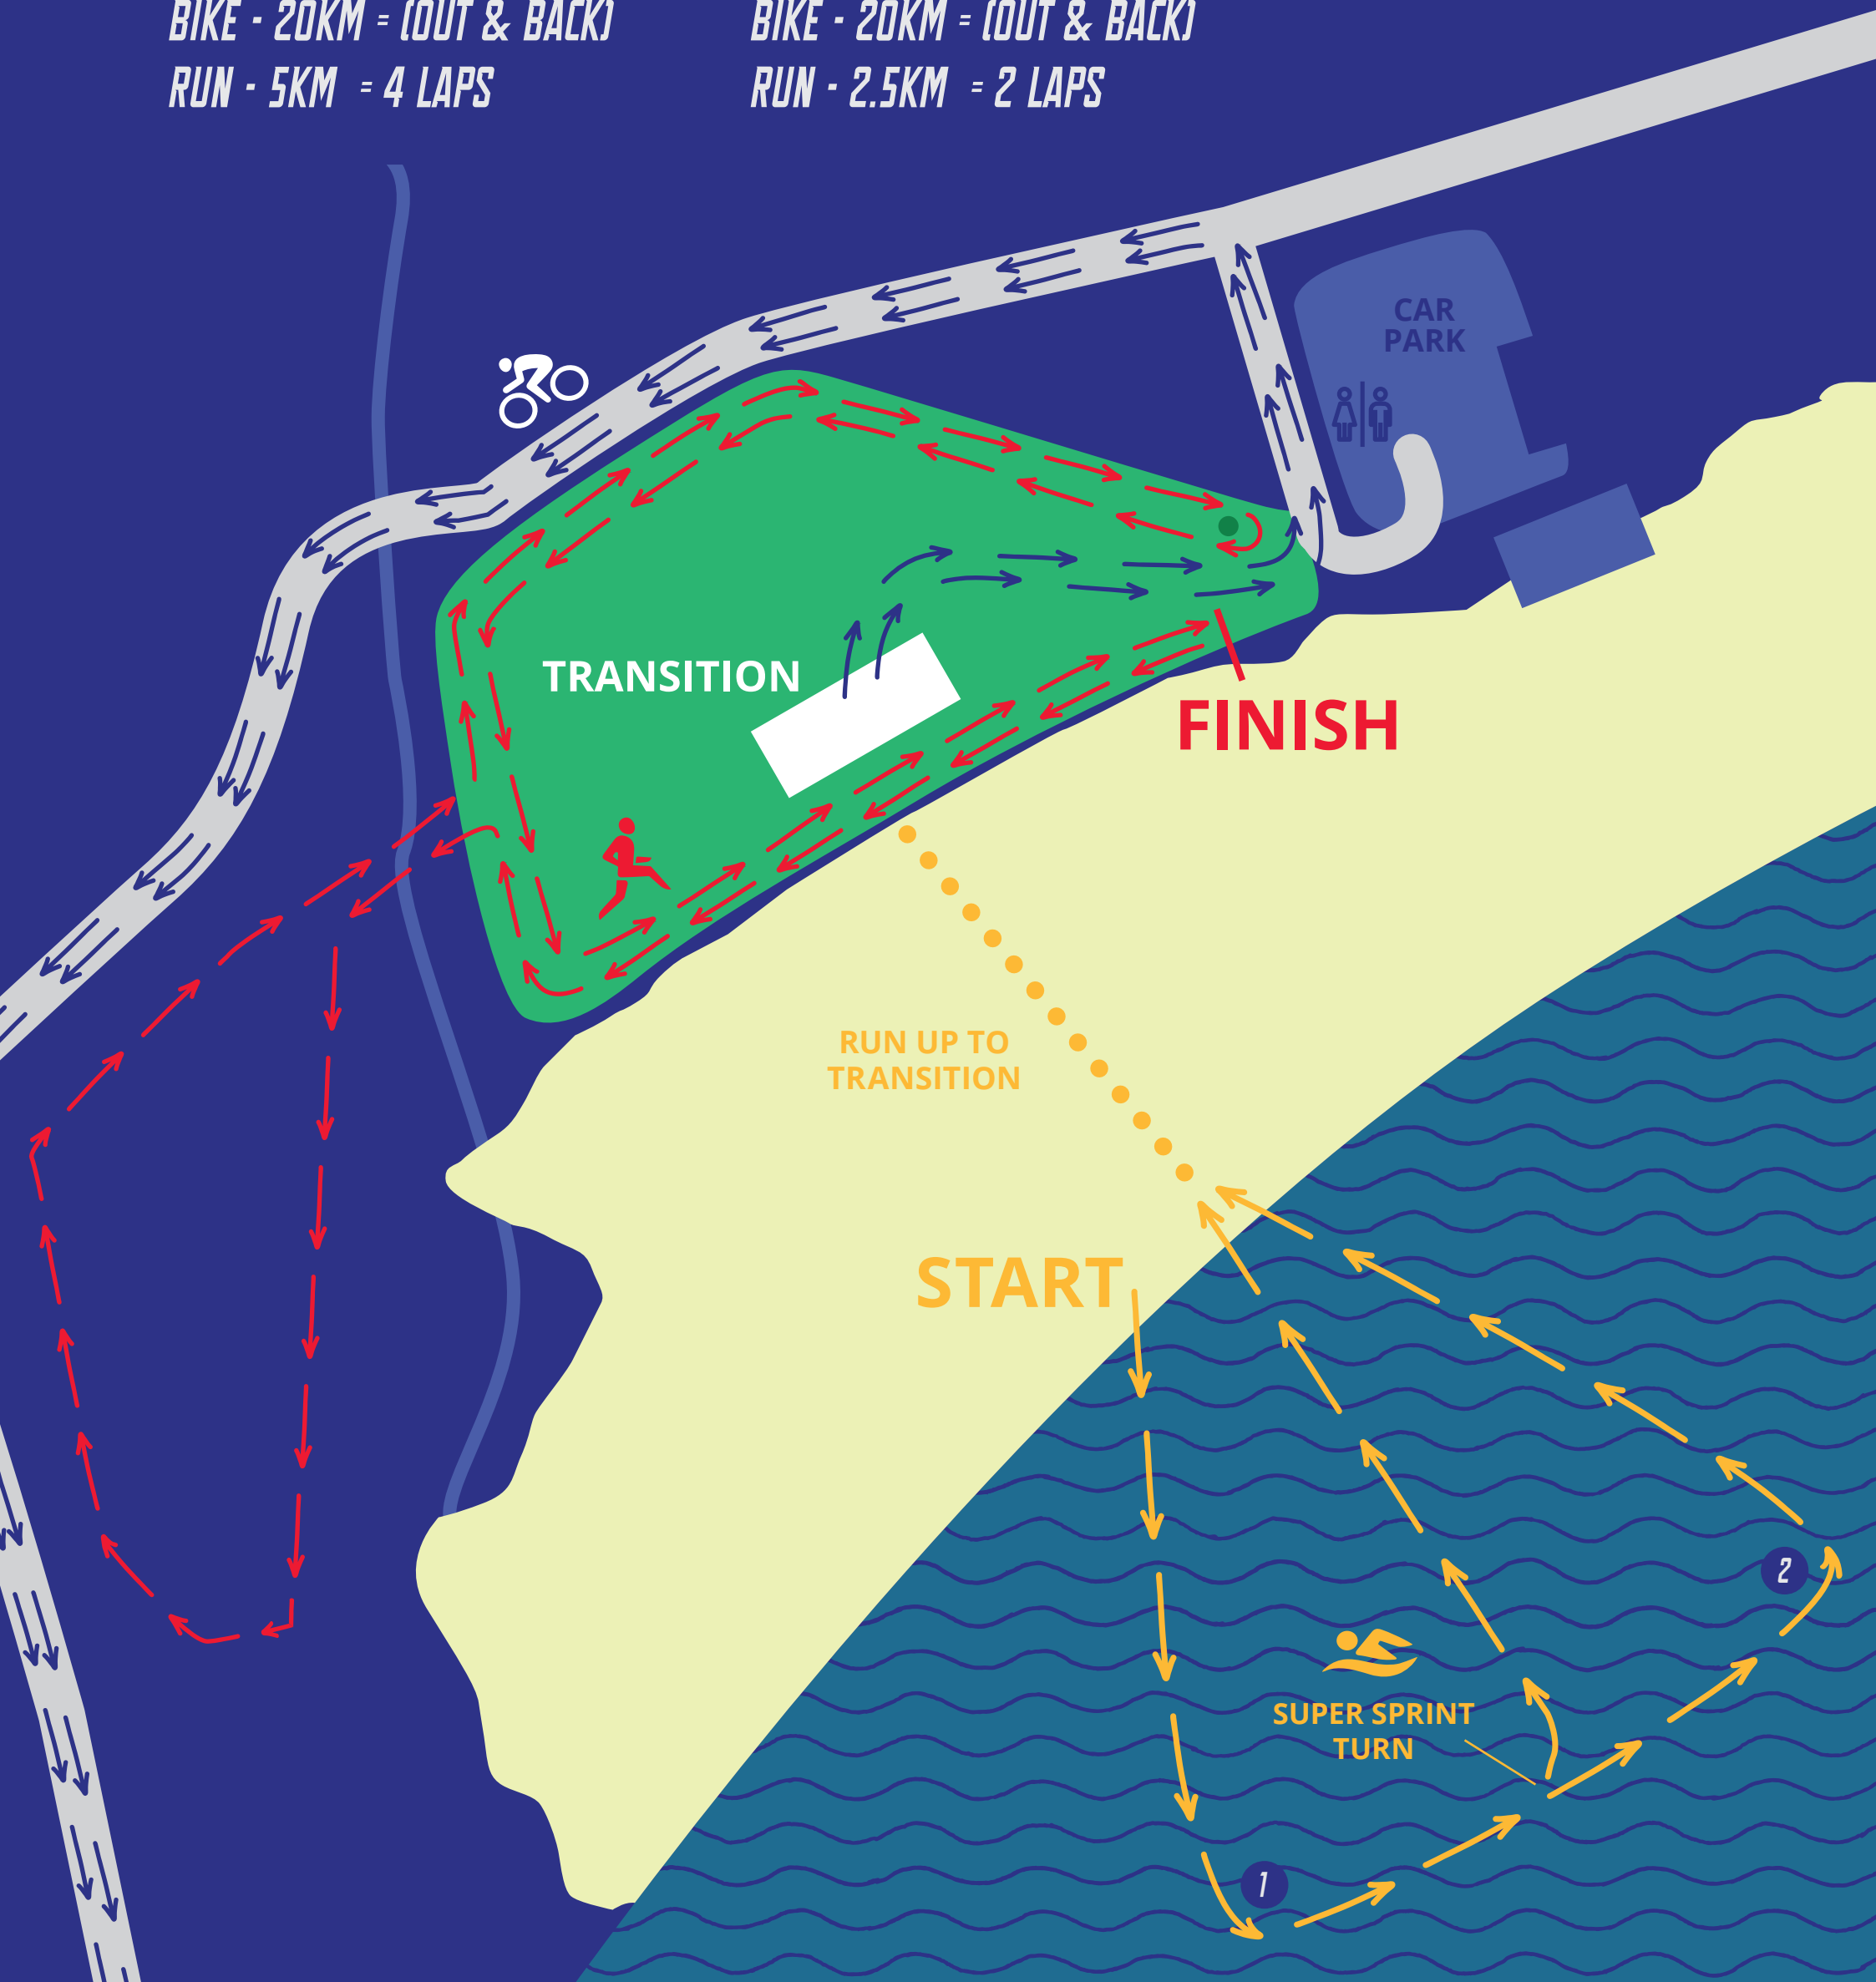 BIKE - 20KM = (OUT & BACK)
RUN - 5KM = 4 LAPS
BIKE - 20KM = (OUT & BACK)
RUN - 2.5KM = 2 LAPS
CAR
PARK
TRANSITION
FINISH
RUN UP TO
TRANSITION
START
2
SUPER SPRINT
TURN
1